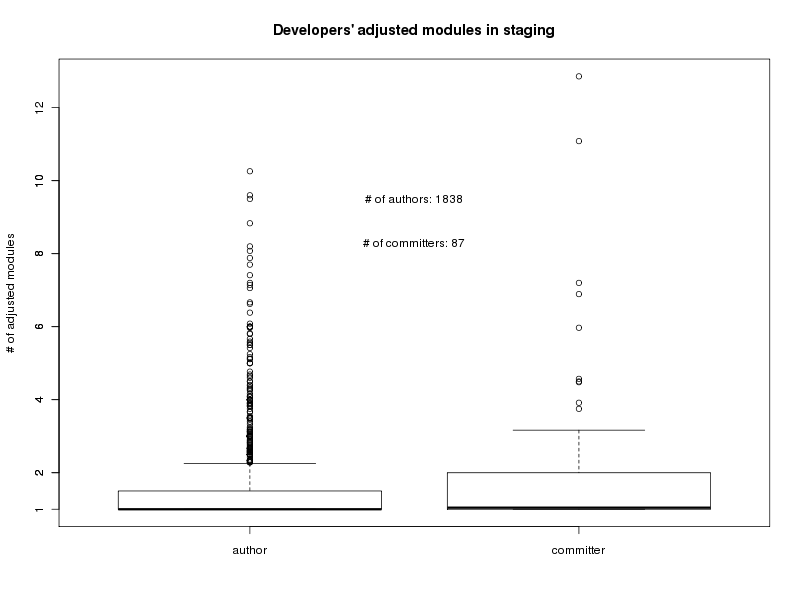 Developers' adjusted modules in staging
# of adjusted modules
12
10
8
6
4
2
1
# of authors: 1838
# of committers: 87
author
committer